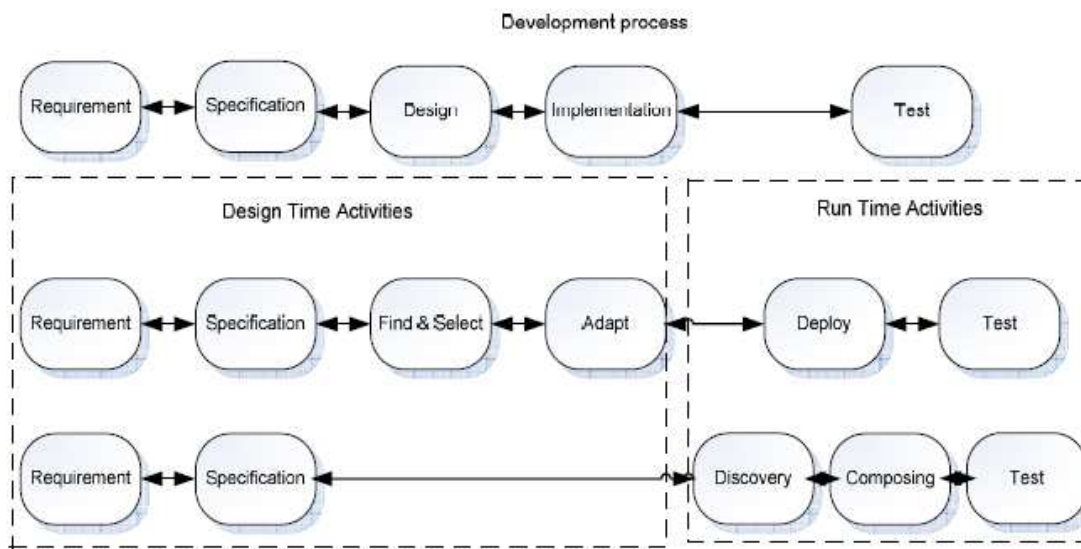 Development process
Requirement
Specification
Design
Implementation
Test
Design Time Activities
Run Time Activities
Requirement
Specification
Find & Select
Adapt
Deploy
Test
Requirement
Specification
Discovery
Composing
Test